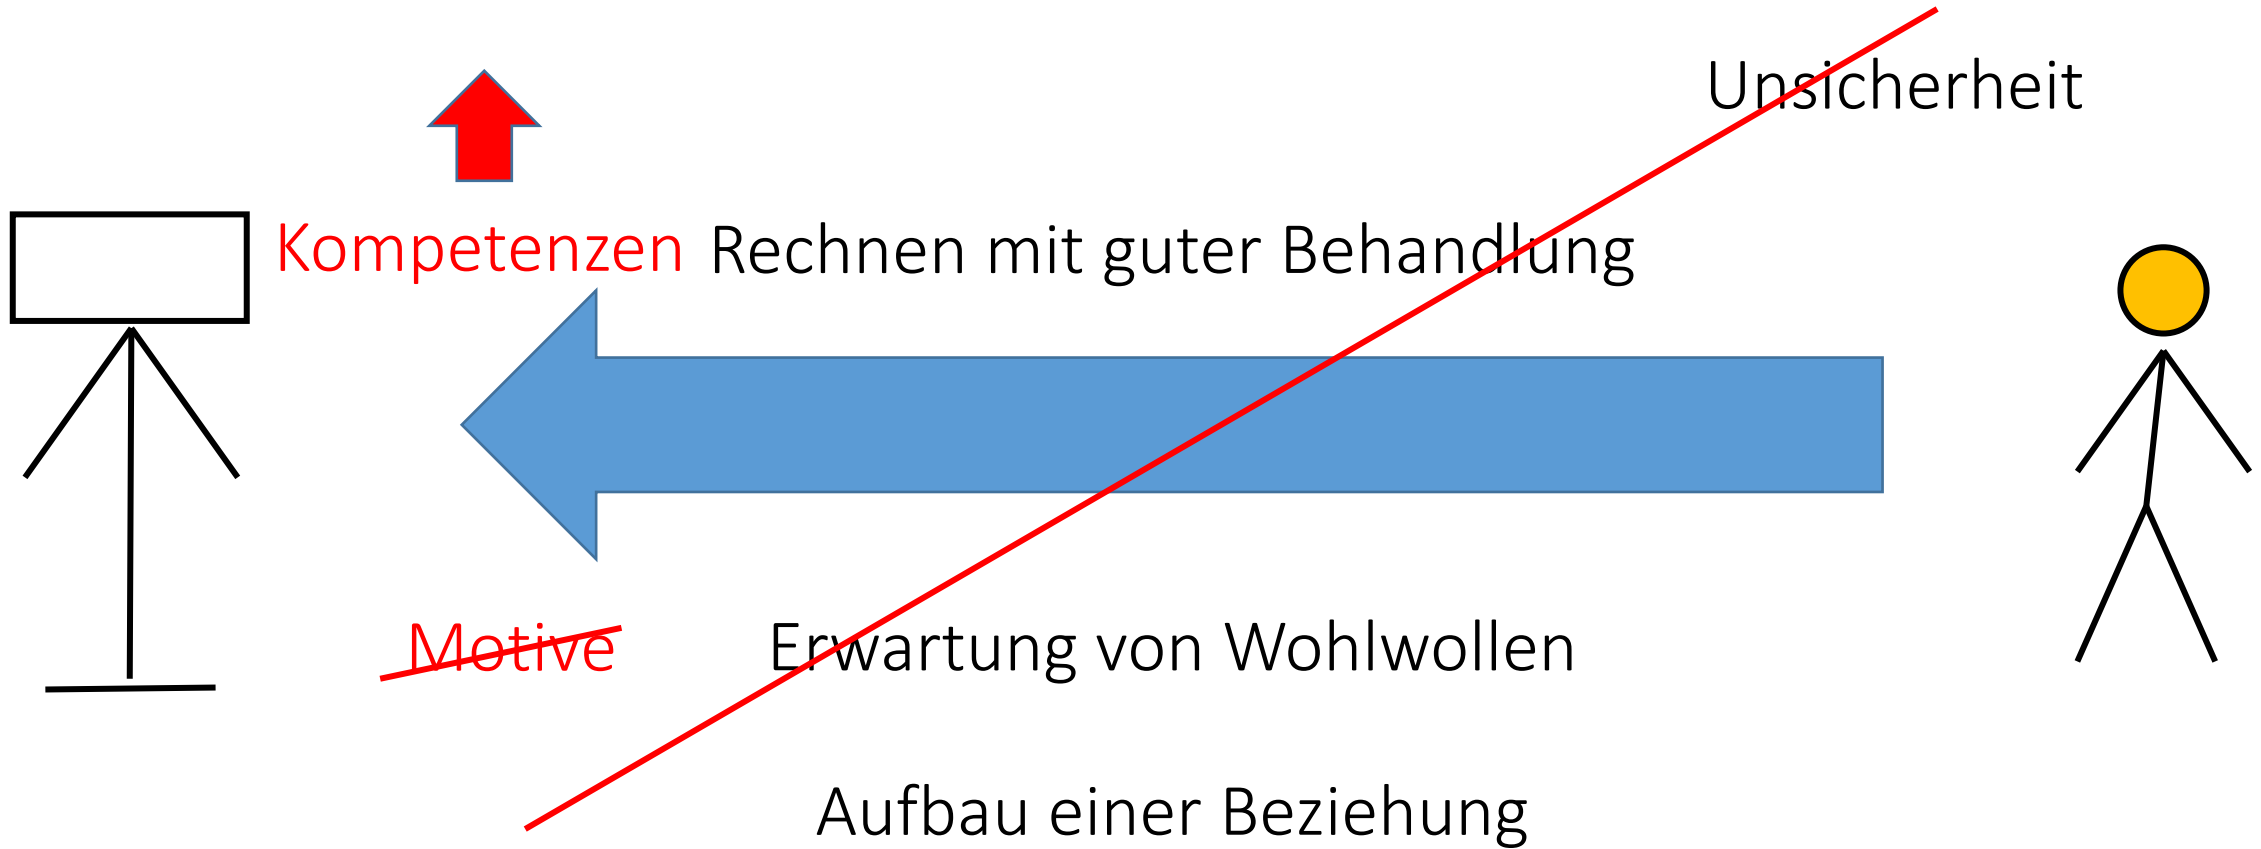 Unsicherheit
Kompetenzen
Rechnen mit guter Behandlung
Motive
Erwartung von Wohlwollen
Aufbau einer Beziehung